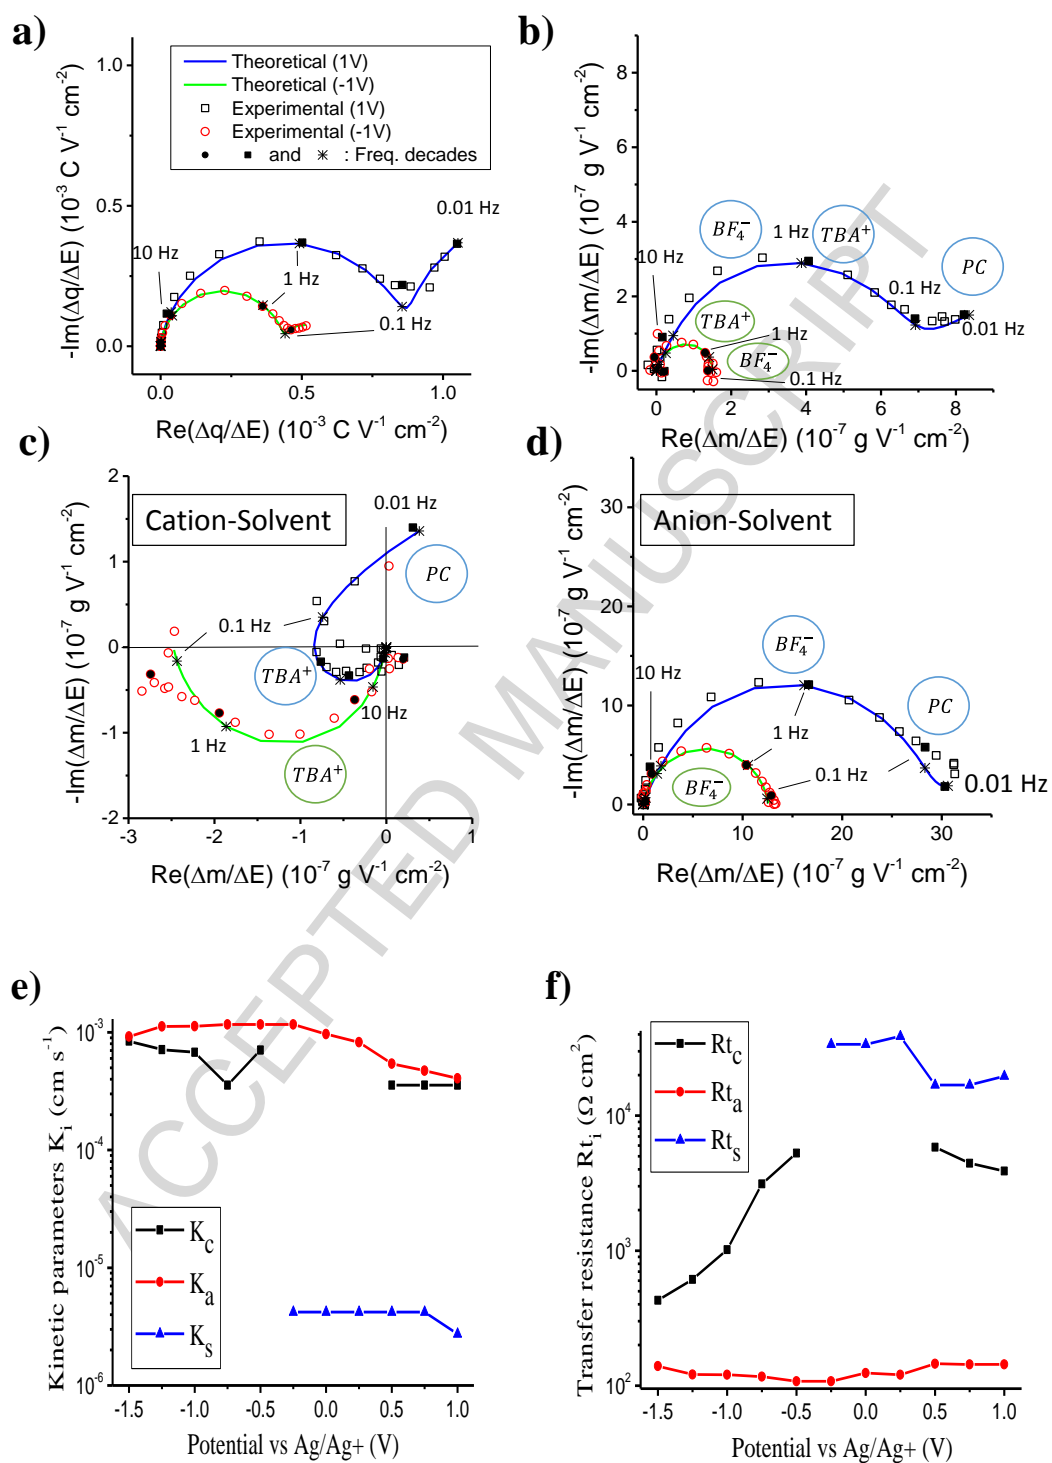 a)
-Im(Δq/ΔE) (10⁻³ C V⁻¹ cm⁻²)
1.0
0.5
0.0
Theoretical (1V)
Theoretical (-1V)
Experimental (1V)
Experimental (-1V)
and : Freq. decades
0.01 Hz
10 Hz
1 Hz
0.1 Hz
0.0 0.5 1.0
Re(Δq/ΔE) (10⁻³ C V⁻¹ cm⁻²)
b)
-Im(Δm/ΔE) (10⁻⁷ g V⁻¹ cm⁻²)
8
6
4
2
0
BF₄⁻
1 Hz
TBA⁺
PC
10 Hz
0.1 Hz
TBA⁺
1 Hz
0.01 Hz
BF₄⁻
0.1 Hz
0 2 4 6 8
Re(Δm/ΔE) (10⁻⁷ g V⁻¹ cm⁻²)
c)
-Im(Δm/ΔE) (10⁻⁷ g V⁻¹ cm⁻²)
2
1
0
-1
-2
Cation-Solvent
0.01 Hz
PC
0.1 Hz
TBA⁺
10 Hz
1 Hz
TBA⁺
-3 -2 -1 0 1
Re(Δm/ΔE) (10⁻⁷ g V⁻¹ cm⁻²)
d)
-Im(Δm/ΔE) (10⁻⁷ g V⁻¹ cm⁻²)
30
20
10
0
Anion-Solvent
BF₄⁻
10 Hz
PC
1 Hz
BF₄⁻
0.1 Hz
0.01 Hz
0 10 20 30
Re(Δm/ΔE) (10⁻⁷ g V⁻¹ cm⁻²)
e)
Kinetic parameters Kᵢ (cm s⁻¹)
10⁻³
10⁻⁴
10⁻⁵
10⁻⁶
K_c
K_a
K_s
-1.5 -1.0 -0.5 0.0 0.5 1.0
Potential vs Ag/Ag+ (V)
f)
Transfer resistance Rtᵢ (Ω cm²)
10⁴
10³
10²
Rt_c
Rt_a
Rt_s
-1.5 -1.0 -0.5 0.0 0.5 1.0
Potential vs Ag/Ag+ (V)
ACCEPTED MANUSCRIPT